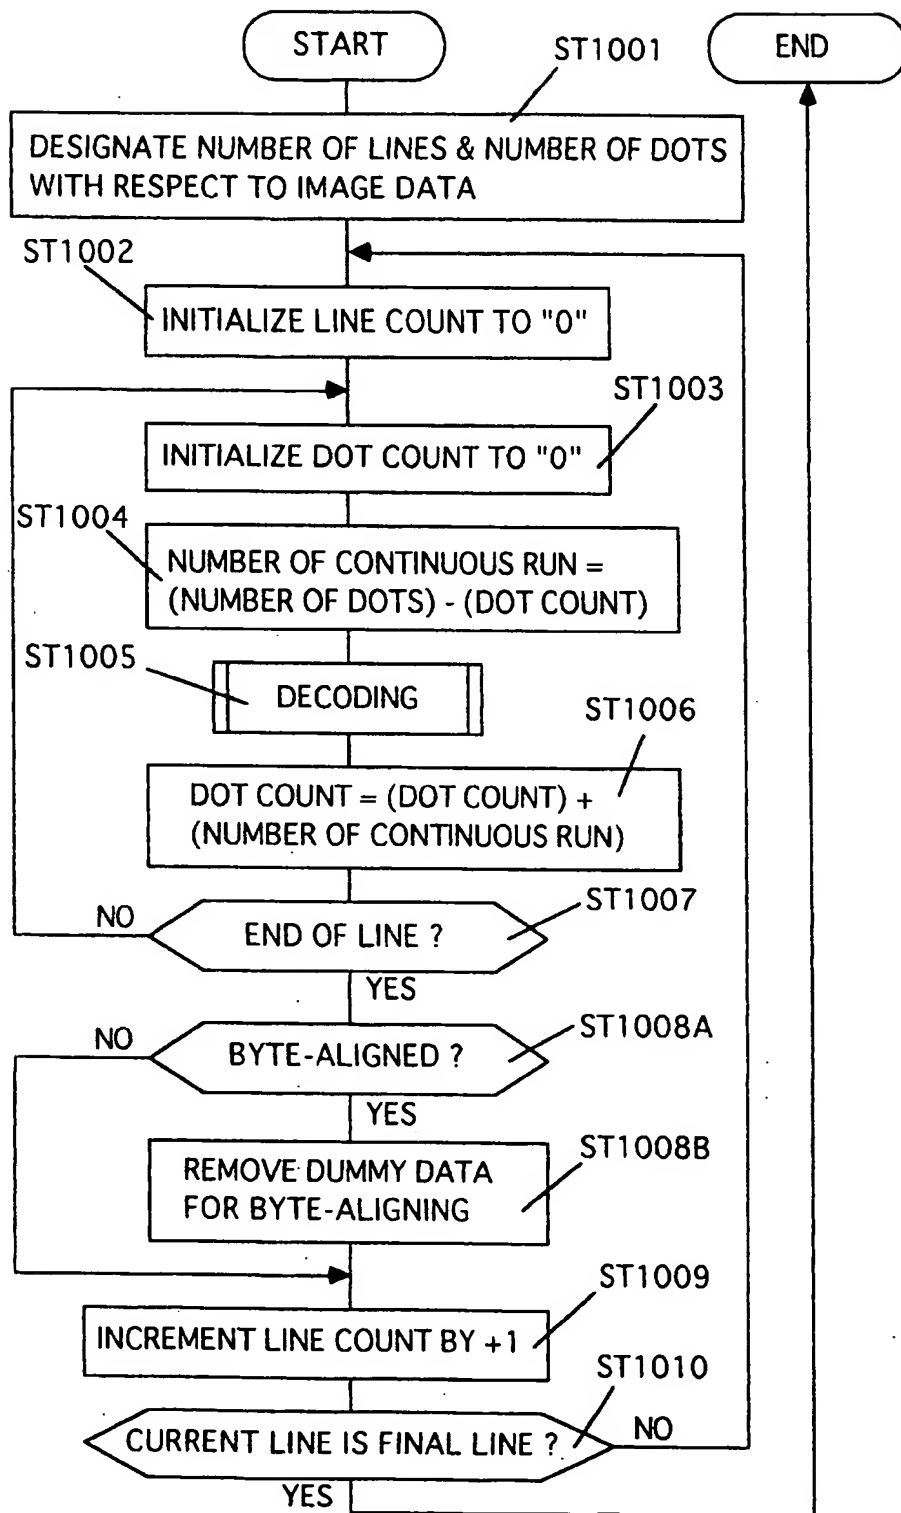 START
END
ST1001
DESIGNATE NUMBER OF LINES & NUMBER OF DOTS
WITH RESPECT TO IMAGE DATA
ST1002
INITIALIZE LINE COUNT TO "0"
ST1003
INITIALIZE DOT COUNT TO "0"
ST1004
NUMBER OF CONTINUOUS RUN =
(NUMBER OF DOTS) - (DOT COUNT)
ST1005
DECODING
ST1006
DOT COUNT = (DOT COUNT) +
(NUMBER OF CONTINUOUS RUN)
ST1007
NO
END OF LINE ?
YES
ST1008A
NO
BYTE-ALIGNED ?
YES
ST1008B
REMOVE DUMMY DATA
FOR BYTE-ALIGNING
ST1009
INCREMENT LINE COUNT BY +1
ST1010
CURRENT LINE IS FINAL LINE ?
NO
YES